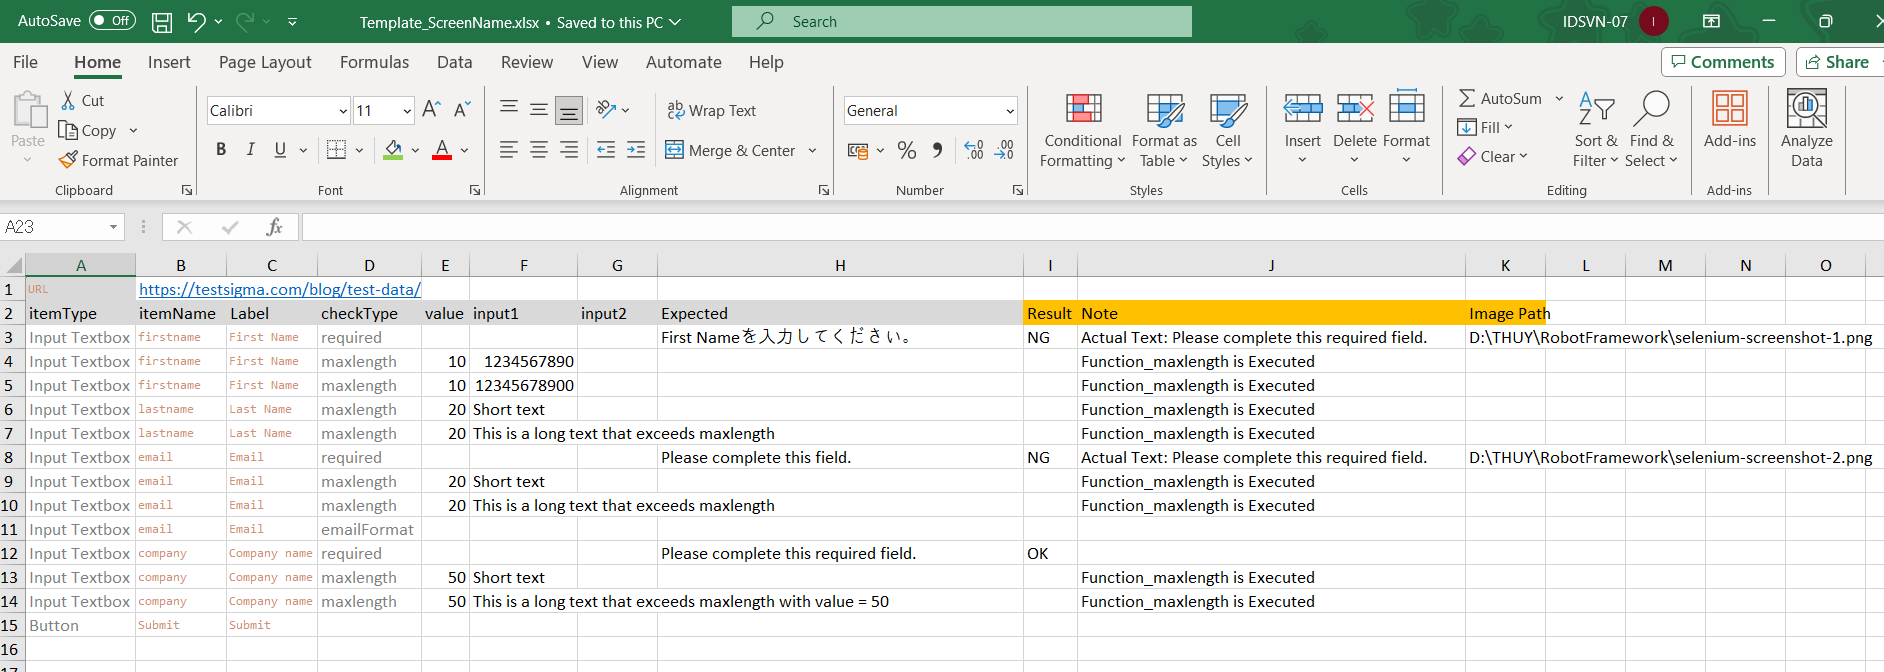 AutoSave Off Template_ScreenName.xlsx • Saved to this PC Search IDSVN-07 I
File Home Insert Page Layout Formulas Data Review View Automate Help Comments Share
Paste Cut Copy Format Painter Clipboard
Calibri 11 A A B I U A Font
Wrap Text Merge & Center Alignment
General % .00 .00 Number
Conditional Formatting Format as Table Cell Styles Styles
Insert Delete Format Cells
AutoSum Fill Clear Sort & Filter Find & Select Editing
Add-ins Add-ins
Analyze Data
A23 fx
A B C D E F G H I J K L M N O
1 URL https://testsigma.com/blog/test-data/
2 itemType itemName Label checkType value input1 input2 Expected Result Note Image Path
3 Input Textbox firstname First Name required First Nameを入力してください。 NG Actual Text: Please complete this required field. D:\THUY\RobotFramework\selenium-screenshot-1.png
4 Input Textbox firstname First Name maxlength 10 1234567890 Function_maxlength is Executed
5 Input Textbox firstname First Name maxlength 10 12345678900 Function_maxlength is Executed
6 Input Textbox lastname Last Name maxlength 20 Short text Function_maxlength is Executed
7 Input Textbox lastname Last Name maxlength 20 This is a long text that exceeds maxlength Function_maxlength is Executed
8 Input Textbox email Email required Please complete this field. NG Actual Text: Please complete this required field. D:\THUY\RobotFramework\selenium-screenshot-2.png
9 Input Textbox email Email maxlength 20 Short text Function_maxlength is Executed
10 Input Textbox email Email maxlength 20 This is a long text that exceeds maxlength Function_maxlength is Executed
11 Input Textbox email Email emailFormat
12 Input Textbox company Company name required Please complete this required field. OK
13 Input Textbox company Company name maxlength 50 Short text Function_maxlength is Executed
14 Input Textbox company Company name maxlength 50 This is a long text that exceeds maxlength with value = 50 Function_maxlength is Executed
15 Button Submit Submit
16
17